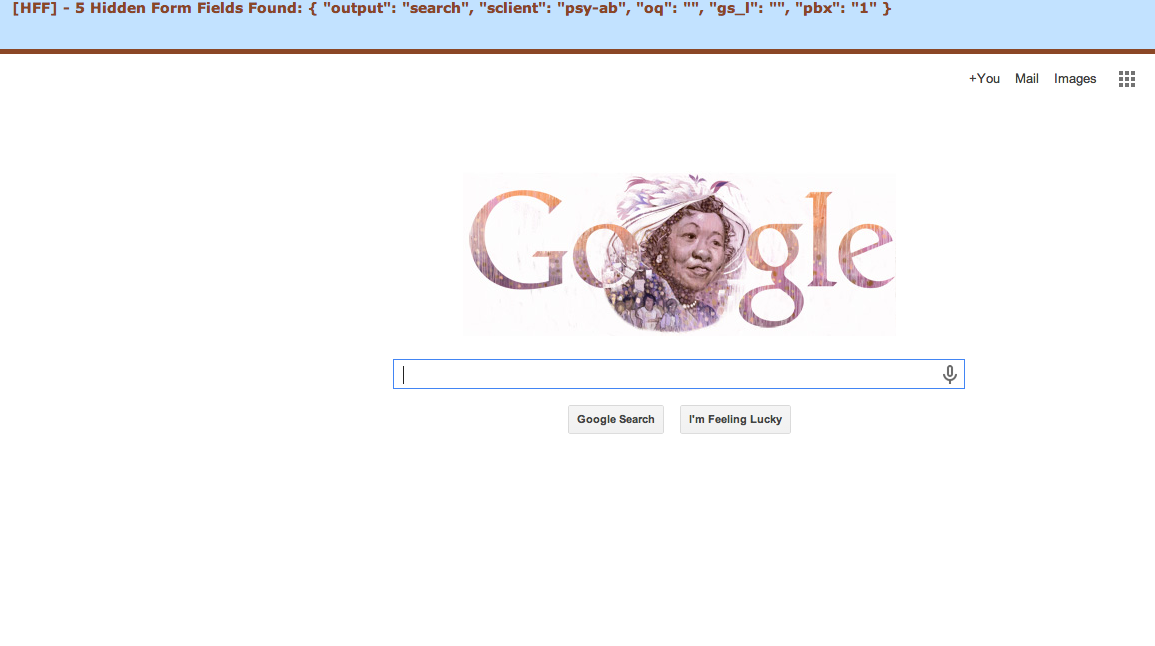 [HFF] - 5 Hidden Form Fields Found: { "output": "search", "sclient": "psy-ab", "oq": "", "gs_l": "", "pbx": "1" }
+You Mail Images
Google
Google Search I'm Feeling Lucky